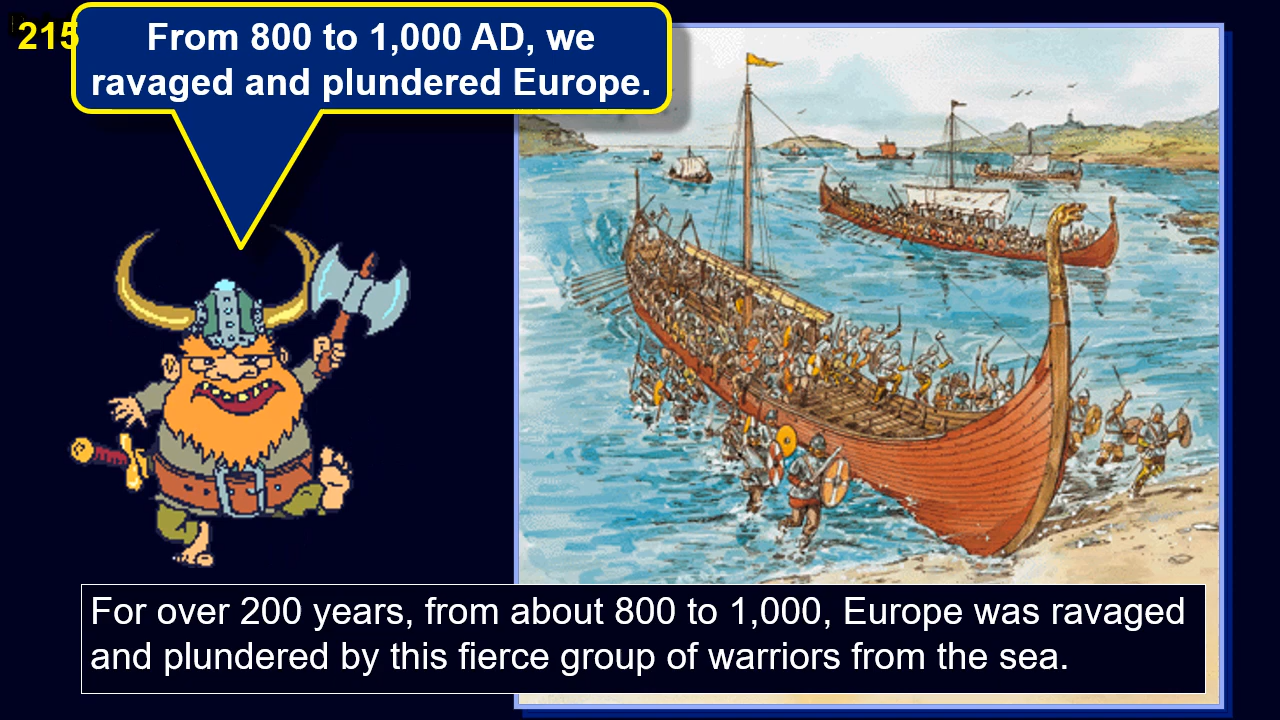 215
From 800 to 1,000 AD, we
ravaged and plundered Europe.
For over 200 years, from about 800 to 1,000, Europe was ravaged
and plundered by this fierce group of warriors from the sea.